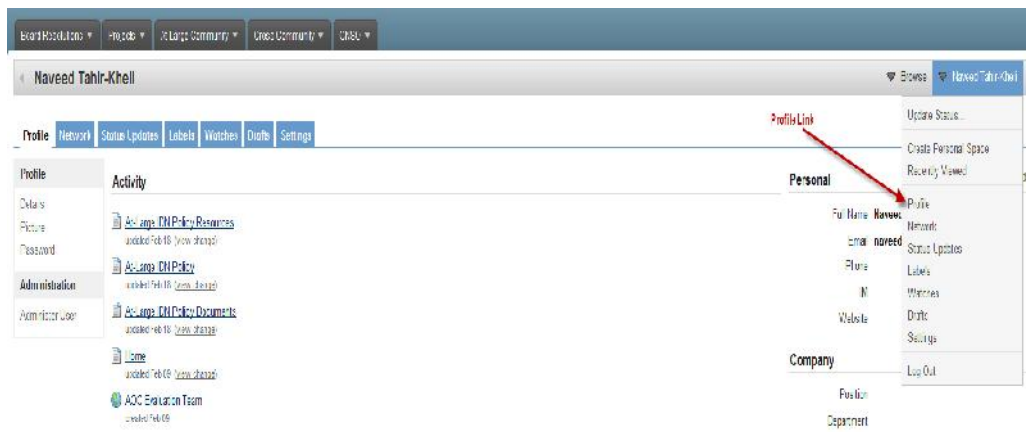 Board Resolutions Projects At-Large Community Cross Community GNSO
Naveed Tahir-Kheli Browse Naveed Tahir-Kheli
Profile Network Status Updates Labels Watches Drafts Settings
Profile Link
Update Status...
Create Personal Space
Recently Viewed
Profile
Network
Status Updates
Labels
Watches
Drafts
Settings
Log Out
Profile
Details
Picture
Password
Administration
Administer User
Activity
At-Large IDN Policy Resources
updated Feb 18 (view change)
At-Large IDN Policy
updated Feb 18 (view change)
At-Large IDN Policy Documents
updated Feb 18 (view change)
Home
updated Feb 09 (view change)
AOC Evaluation Team
created Feb 09
Personal
Full Name Naveed
Email naveed
Phone
IM
Website
Company
Position
Department